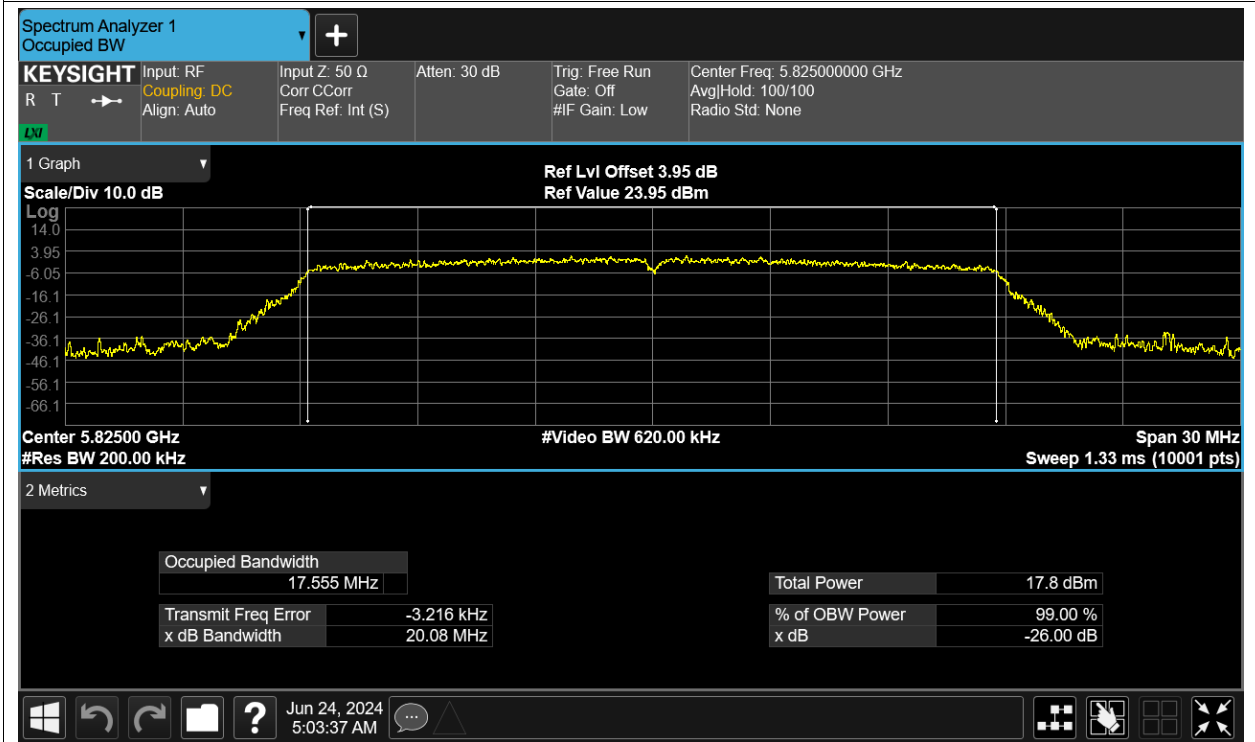 Spectrum Analyzer 1
Occupied BW
KEYSIGHT
R T
LXI
Input: RF
Coupling: DC
Align: Auto
Input Z: 50 Ω
Corr CCorr
Freq Ref: Int (S)
Atten: 30 dB
Trig: Free Run
Gate: Off
#IF Gain: Low
Center Freq: 5.825000000 GHz
Avg|Hold: 100/100
Radio Std: None
1 Graph
Scale/Div 10.0 dB
Ref Lvl Offset 3.95 dB
Ref Value 23.95 dBm
Log
14.0
3.95
-6.05
-16.1
-26.1
-36.1
-46.1
-56.1
-66.1
Center 5.82500 GHz
#Video BW 620.00 kHz
Span 30 MHz
#Res BW 200.00 kHz
Sweep 1.33 ms (10001 pts)
2 Metrics
Occupied Bandwidth
17.555 MHz
Total Power 17.8 dBm
Transmit Freq Error -3.216 kHz
% of OBW Power 99.00 %
x dB Bandwidth 20.08 MHz
x dB -26.00 dB
?
Jun 24, 2024
5:03:37 AM